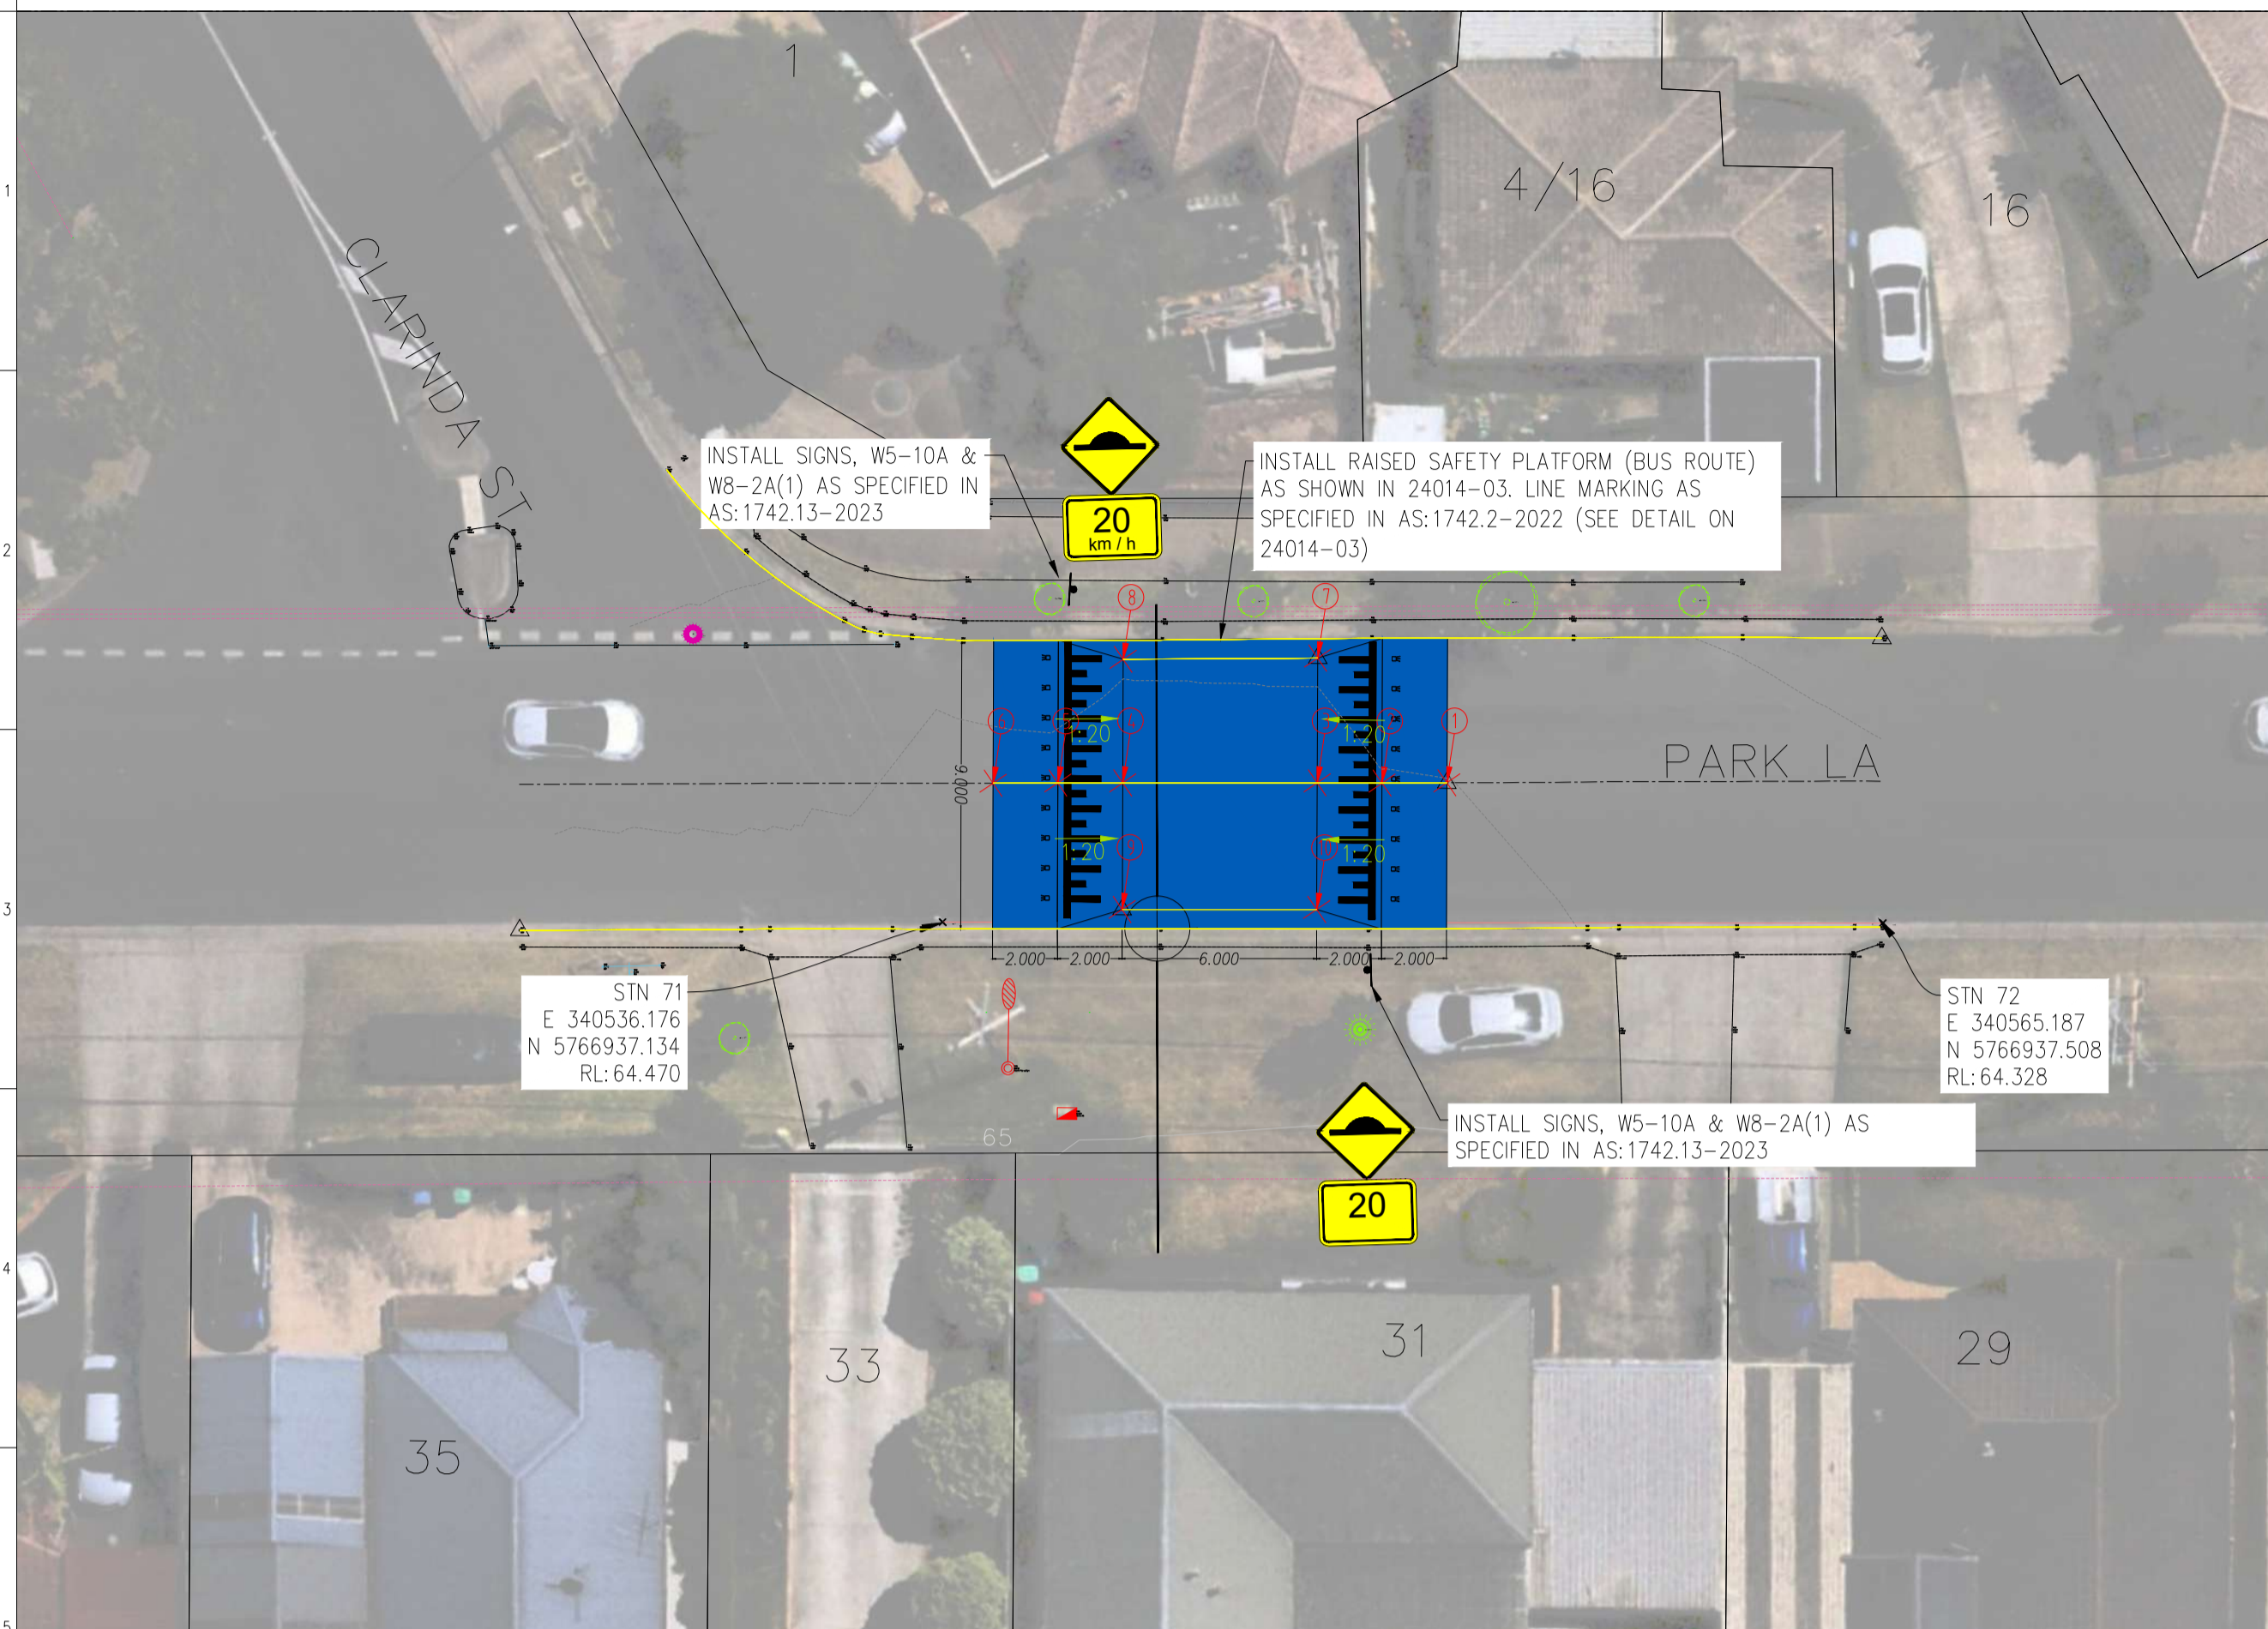 1
4/16
16
1
CLARINDA ST
INSTALL SIGNS, W5-10A &
W8-2A(1) AS SPECIFIED IN
AS:1742.13-2023
20
km / h
INSTALL RAISED SAFETY PLATFORM (BUS ROUTE)
AS SHOWN IN 24014-03. LINE MARKING AS
SPECIFIED IN AS:1742.2-2022 (SEE DETAIL ON
24014-03)
2
8
7
1
1:20
1:20
PARK LA
9.000
1:20
1:20
9
3
2.000
2.000
6.000
2.000
2.000
STN 71
E 340536.176
N 5766937.134
RL:64.470
STN 72
E 340565.187
N 5766937.508
RL:64.328
65
INSTALL SIGNS, W5-10A & W8-2A(1) AS
SPECIFIED IN AS:1742.13-2023
20
4
33
31
29
35
5